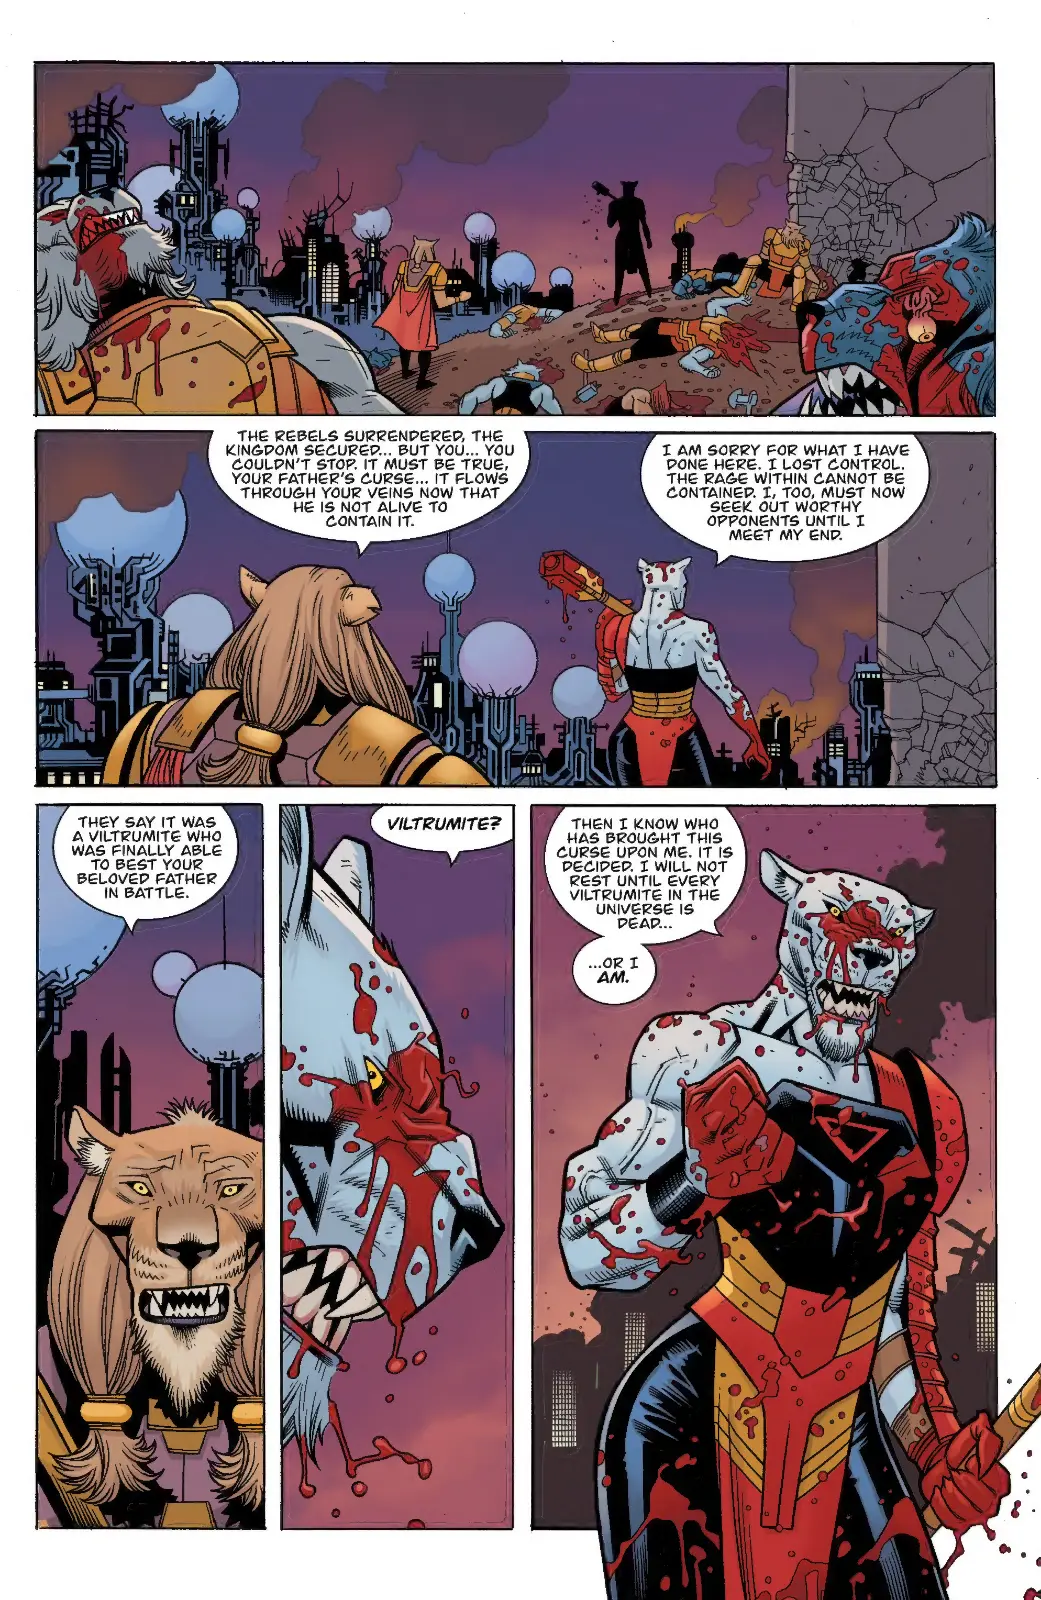 THE REBELS SURRENDERED, THE
KINGDOM SECURED... BUT YOU... YOU
COULDN'T STOP. IT MUST BE TRUE,
YOUR FATHER'S CURSE... IT FLOWS
THROUGH YOUR VEINS NOW THAT
HE IS NOT ALIVE TO
CONTAIN IT.
I AM SORRY FOR WHAT I HAVE
DONE HERE. I LOST CONTROL.
THE RAGE WITHIN CANNOT BE
CONTAINED. I, TOO, MUST NOW
SEEK OUT WORTHY
OPPONENTS UNTIL I
MEET MY END.
THEY SAY IT WAS
A VILTRUMITE WHO
WAS FINALLY ABLE
TO BEST YOUR
BELOVED FATHER
IN BATTLE.
VILTRUMITE?
THEN I KNOW WHO
HAS BROUGHT THIS
CURSE UPON ME. IT IS
DECIDED. I WILL NOT
REST UNTIL EVERY
VILTRUMITE IN THE
UNIVERSE IS
DEAD...
...OR I
AM.